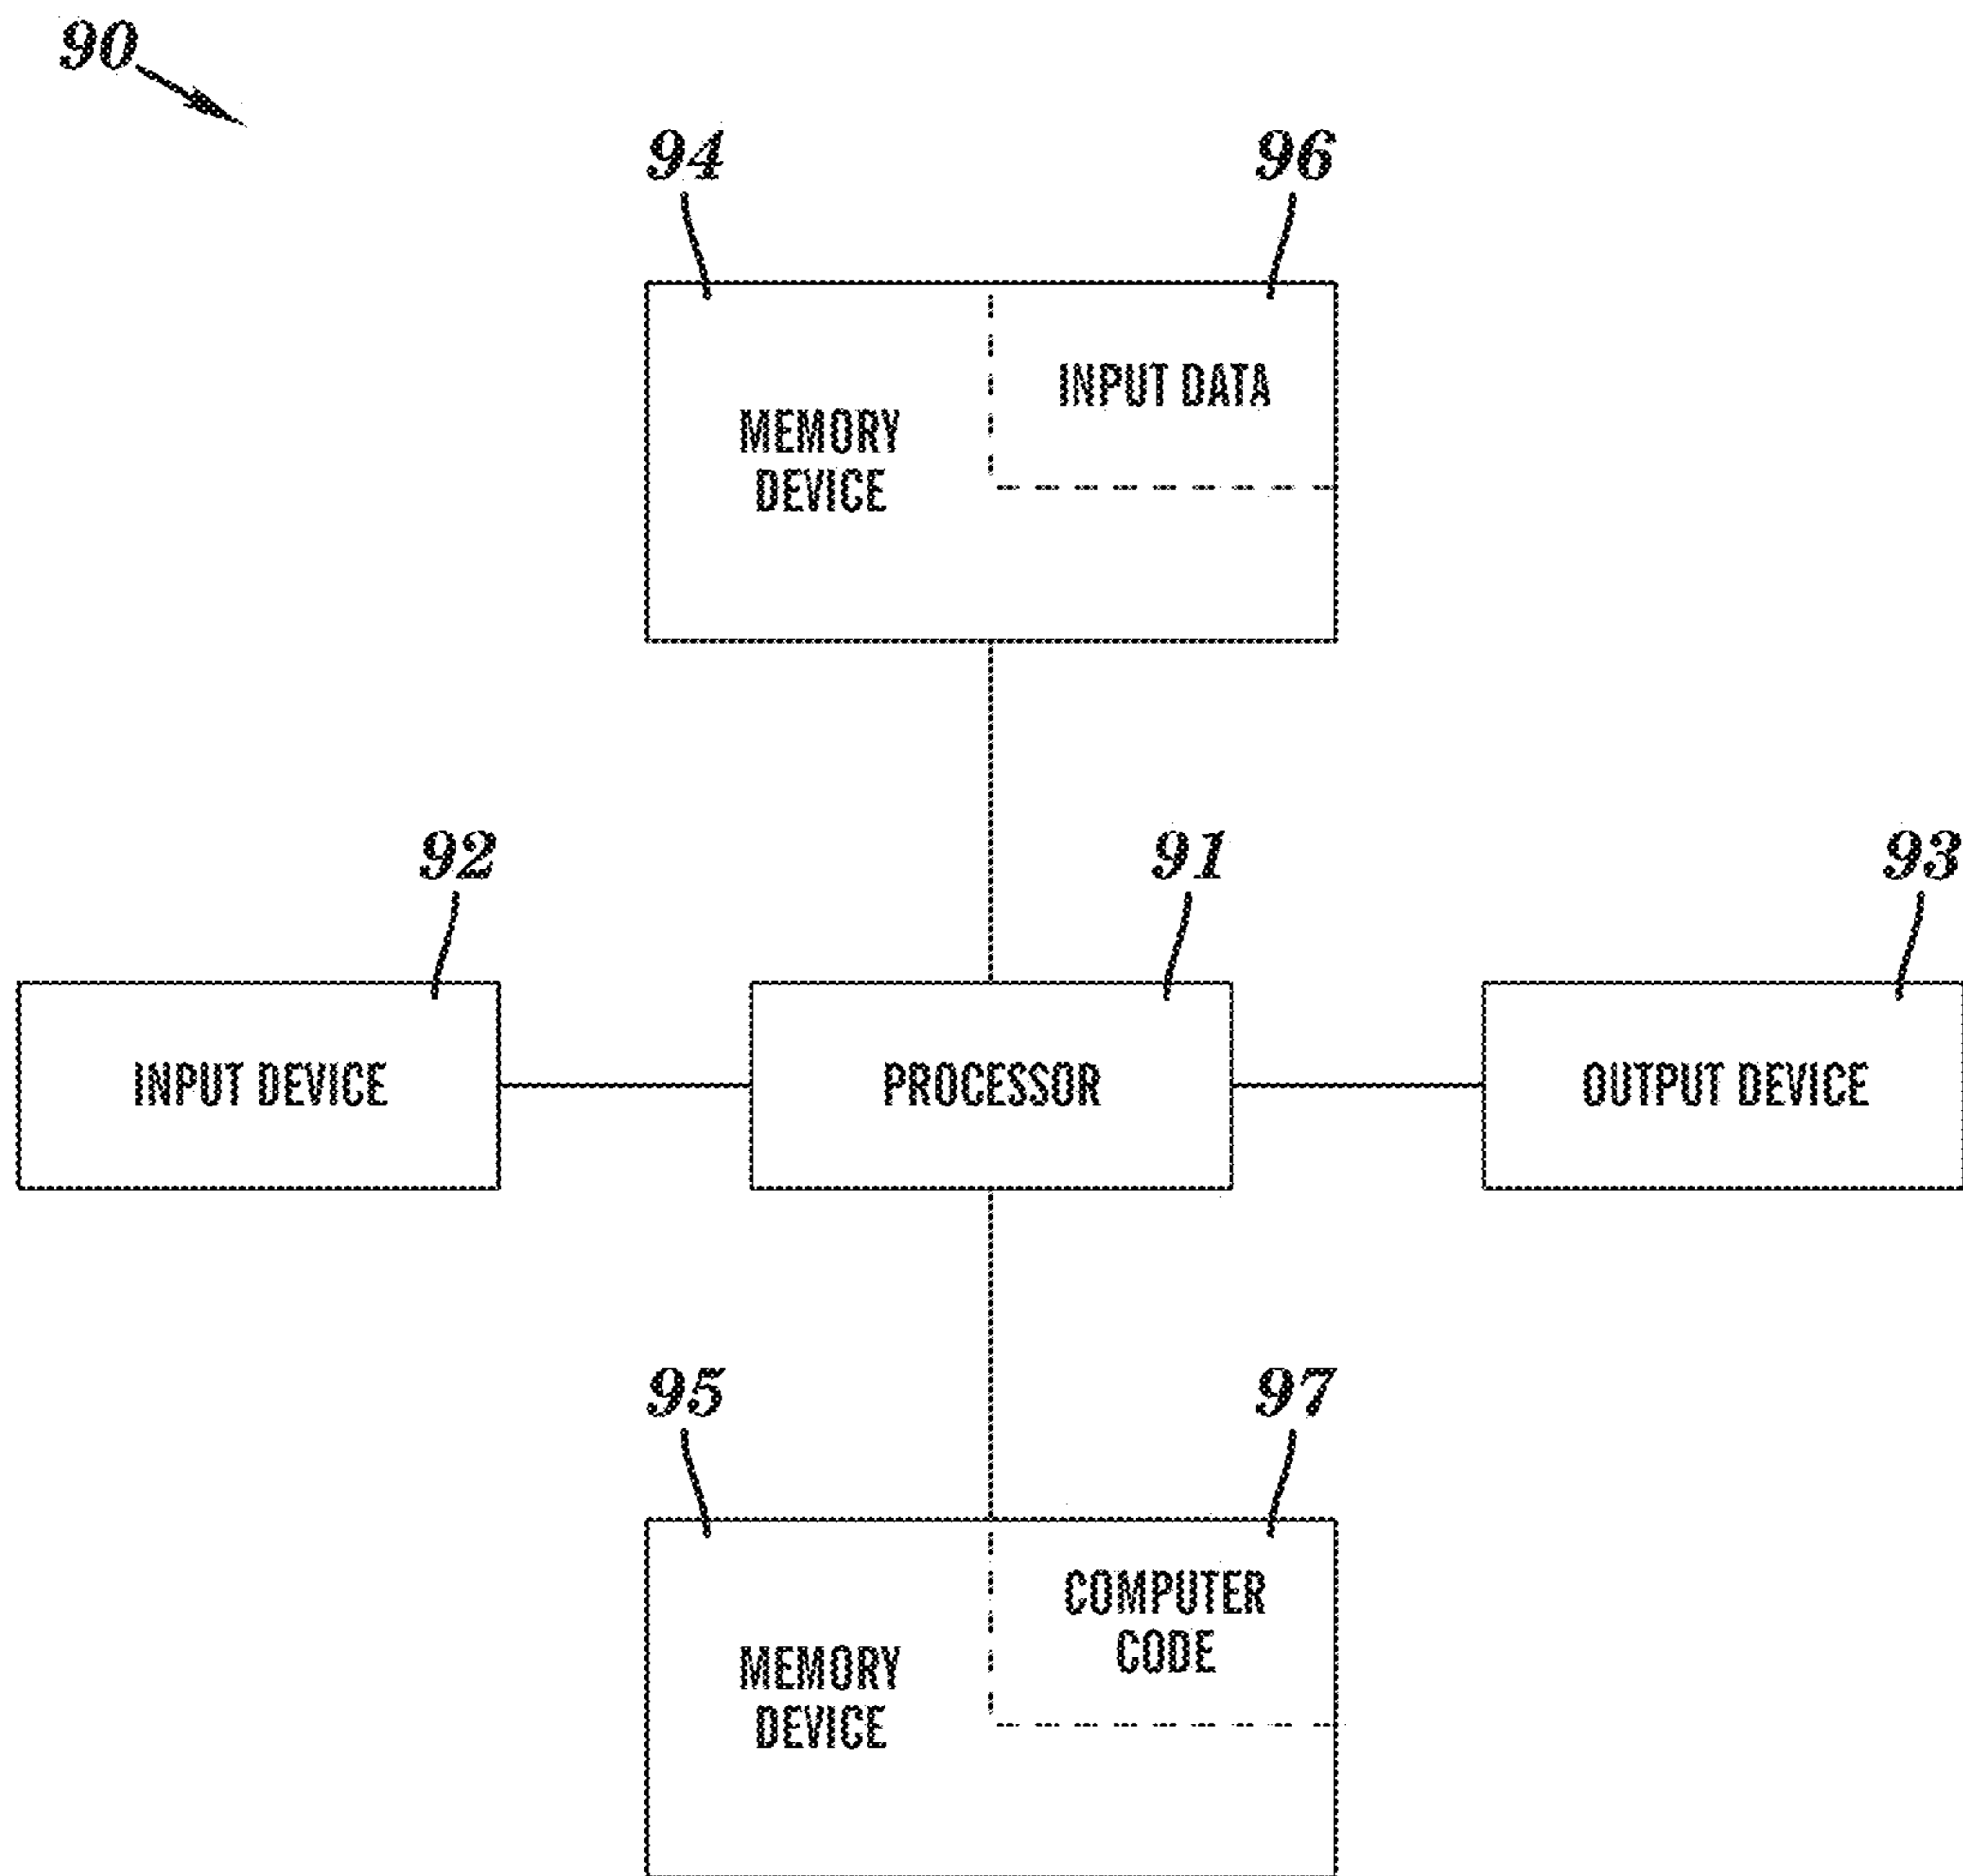 90
94
96
INPUT DATA
MEMORY
DEVICE
92
91
93
INPUT DEVICE
PROCESSOR
OUTPUT DEVICE
95
97
COMPUTER
CODE
MEMORY
DEVICE